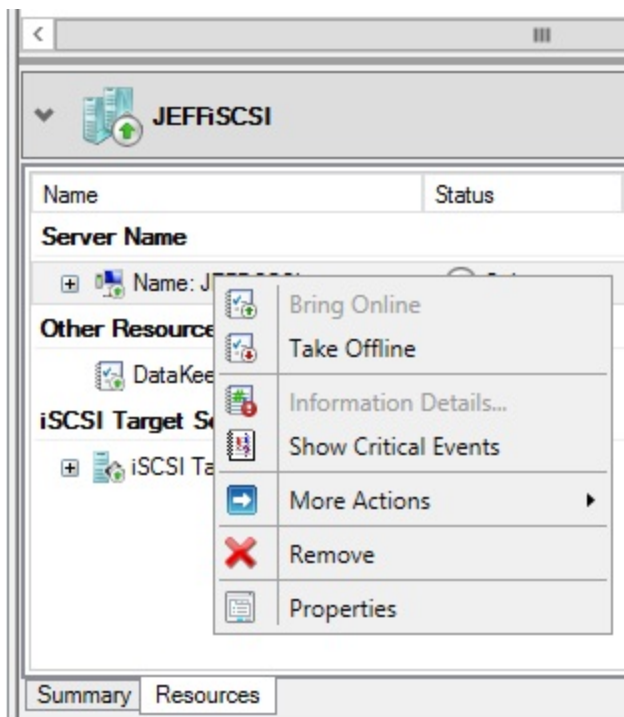 JEFFiSCSI
Name Status
Server Name
Name:
Bring Online
Take Offline
Other Resource
DataKee
Information Details...
iSCSI Target Se
Show Critical Events
iSCSI Ta
More Actions
Remove
Properties
Summary Resources